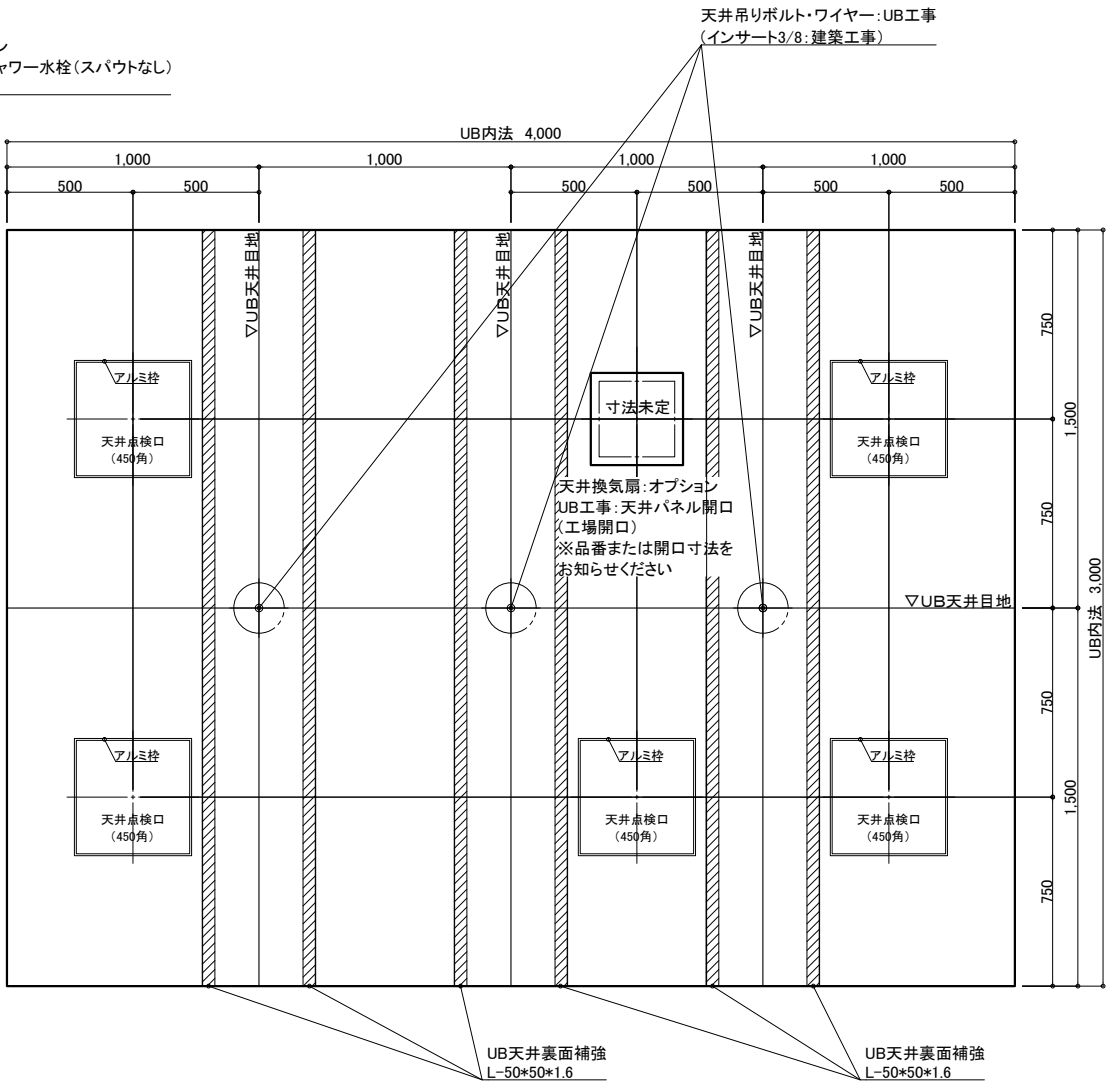 天井吊りボルト・ワイヤー：UB工事
（インサート3/8：建築工事）
ン
ャワー水栓（スパウトなし）
UB内法 4,000
1,000
1,000
1,000
1,000
500
500
500
500
500
500
▽UB天井目地
▽UB天井目地
▽UB天井目地
アルミ枠
天井点検口
（450角）
寸法未定
天井換気扇：オプション
UB工事：天井パネル開口
（工場開口）
※品番または開口寸法を
お知らせください
アルミ枠
天井点検口
（450角）
▽UB天井目地
アルミ枠
天井点検口
（450角）
アルミ枠
天井点検口
（450角）
アルミ枠
天井点検口
（450角）
750
750
750
750
1,500
1,500
UB内法 3,000
UB天井裏面補強
L-50*50*1.6
UB天井裏面補強
L-50*50*1.6